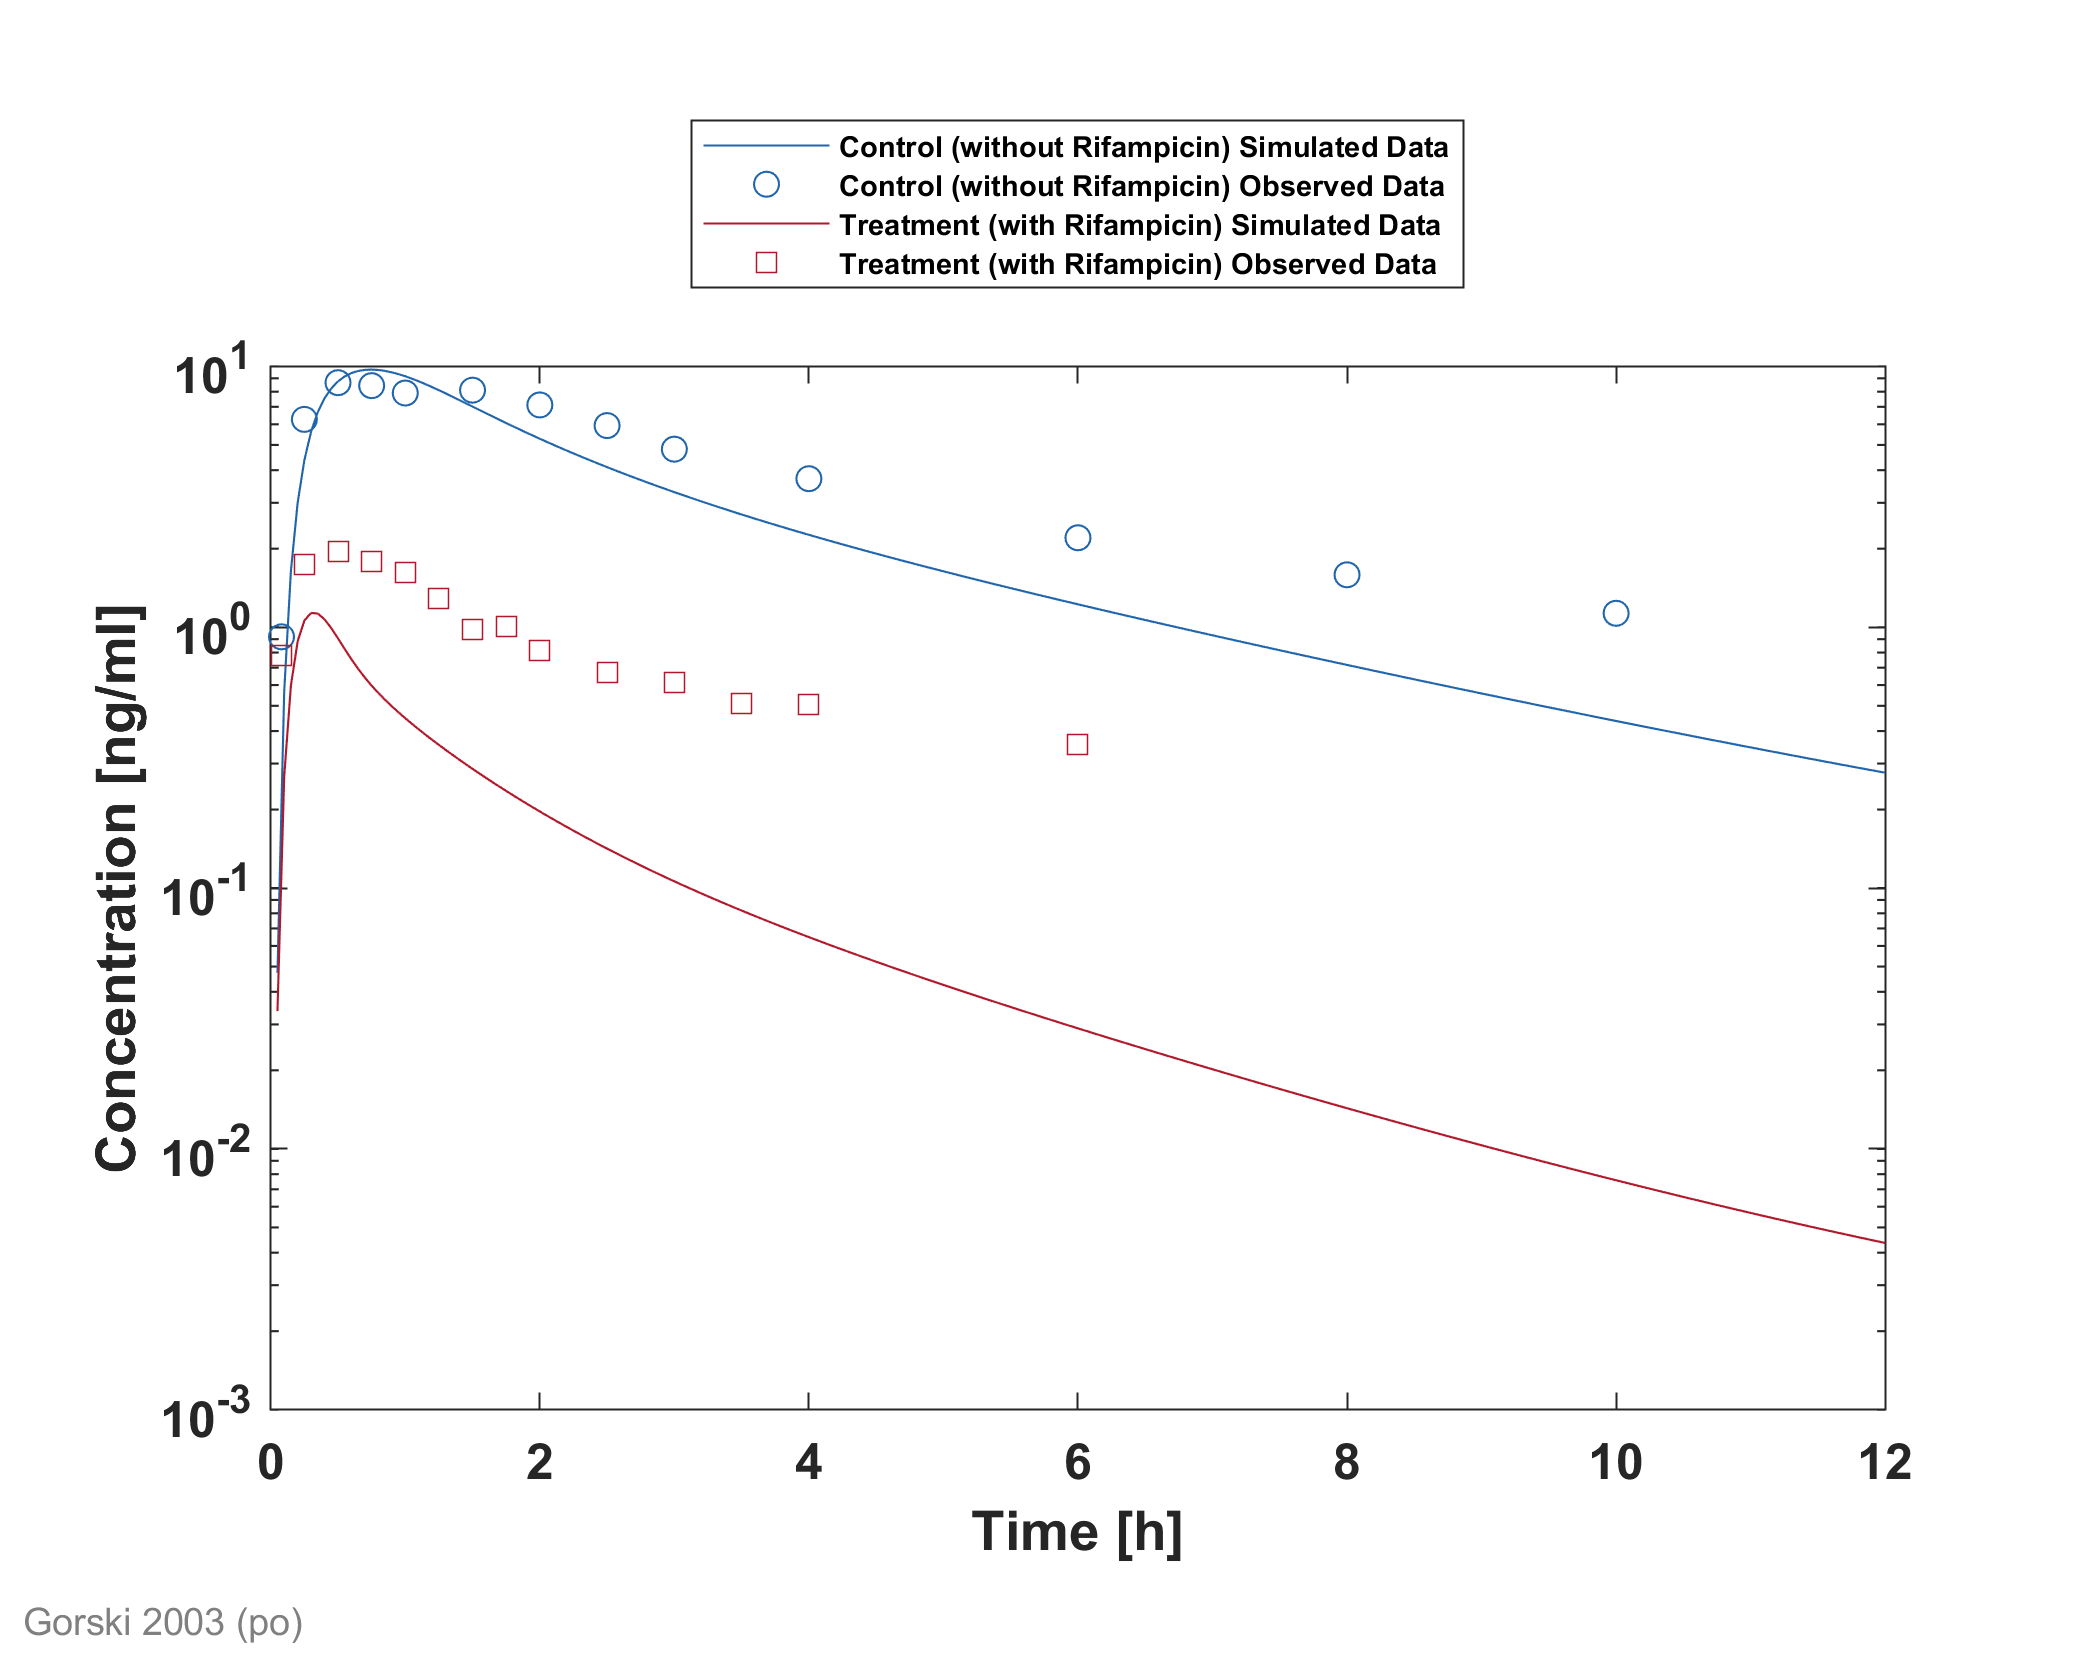 Control (without Rifampicin) Simulated Data
Control (without Rifampicin) Observed Data
Treatment (with Rifampicin) Simulated Data
Treatment (with Rifampicin) Observed Data
10^1
10^0
10^-1
10^-2
10^-3
Concentration [ng/ml]
0 2 4 6 8 10 12
Time [h]
Gorski 2003 (po)